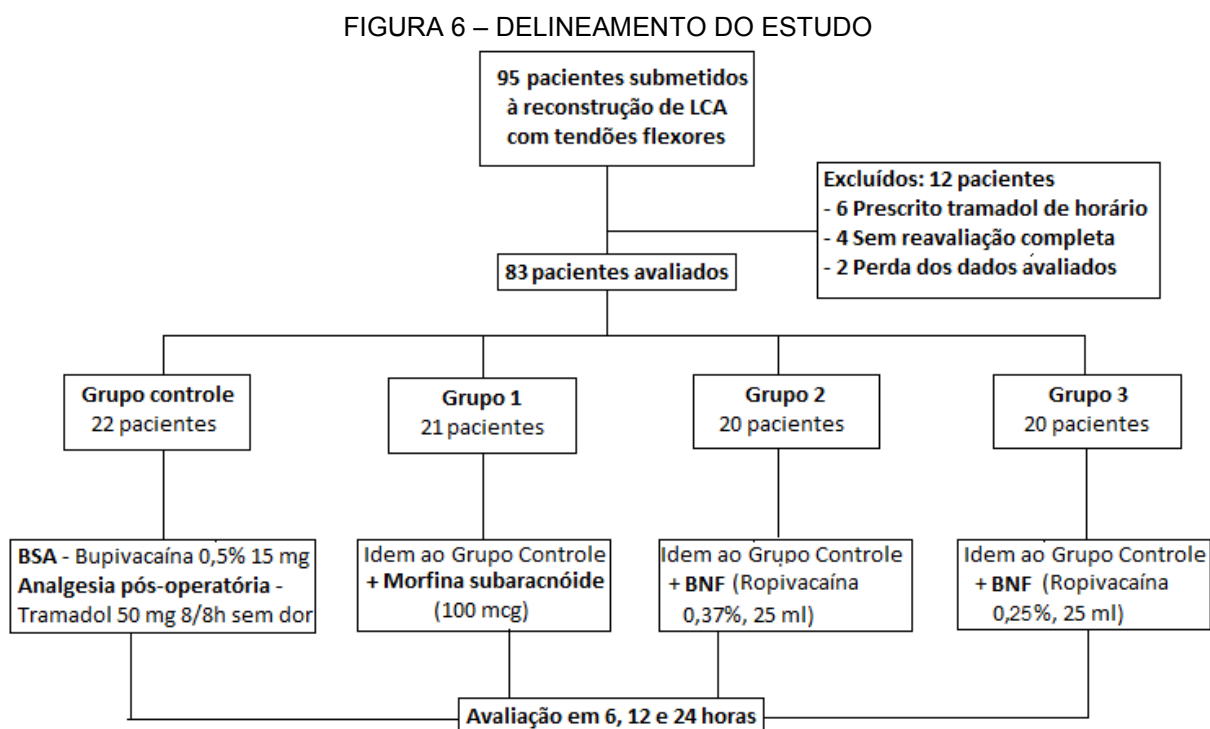 FIGURA 6 – DELINEAMENTO DO ESTUDO
95 pacientes submetidos
à reconstrução de LCA
com tendões flexores
Excluídos: 12 pacientes
- 6 Prescrito tramadol de horário
- 4 Sem reavaliação completa
- 2 Perda dos dados avaliados
83 pacientes avaliados
Grupo controle
22 pacientes
Grupo 1
21 pacientes
Grupo 2
20 pacientes
Grupo 3
20 pacientes
BSA - Bupivacaína 0,5% 15 mg
Analgesia pós-operatória -
Tramadol 50 mg 8/8h sem dor
Idem ao Grupo Controle
+ Morfina subaracnóide
(100 mcg)
Idem ao Grupo Controle
+ BNF (Ropivacaína
0,37%, 25 ml)
Idem ao Grupo Controle
+ BNF (Ropivacaína
0,25%, 25 ml)
Avaliação em 6, 12 e 24 horas